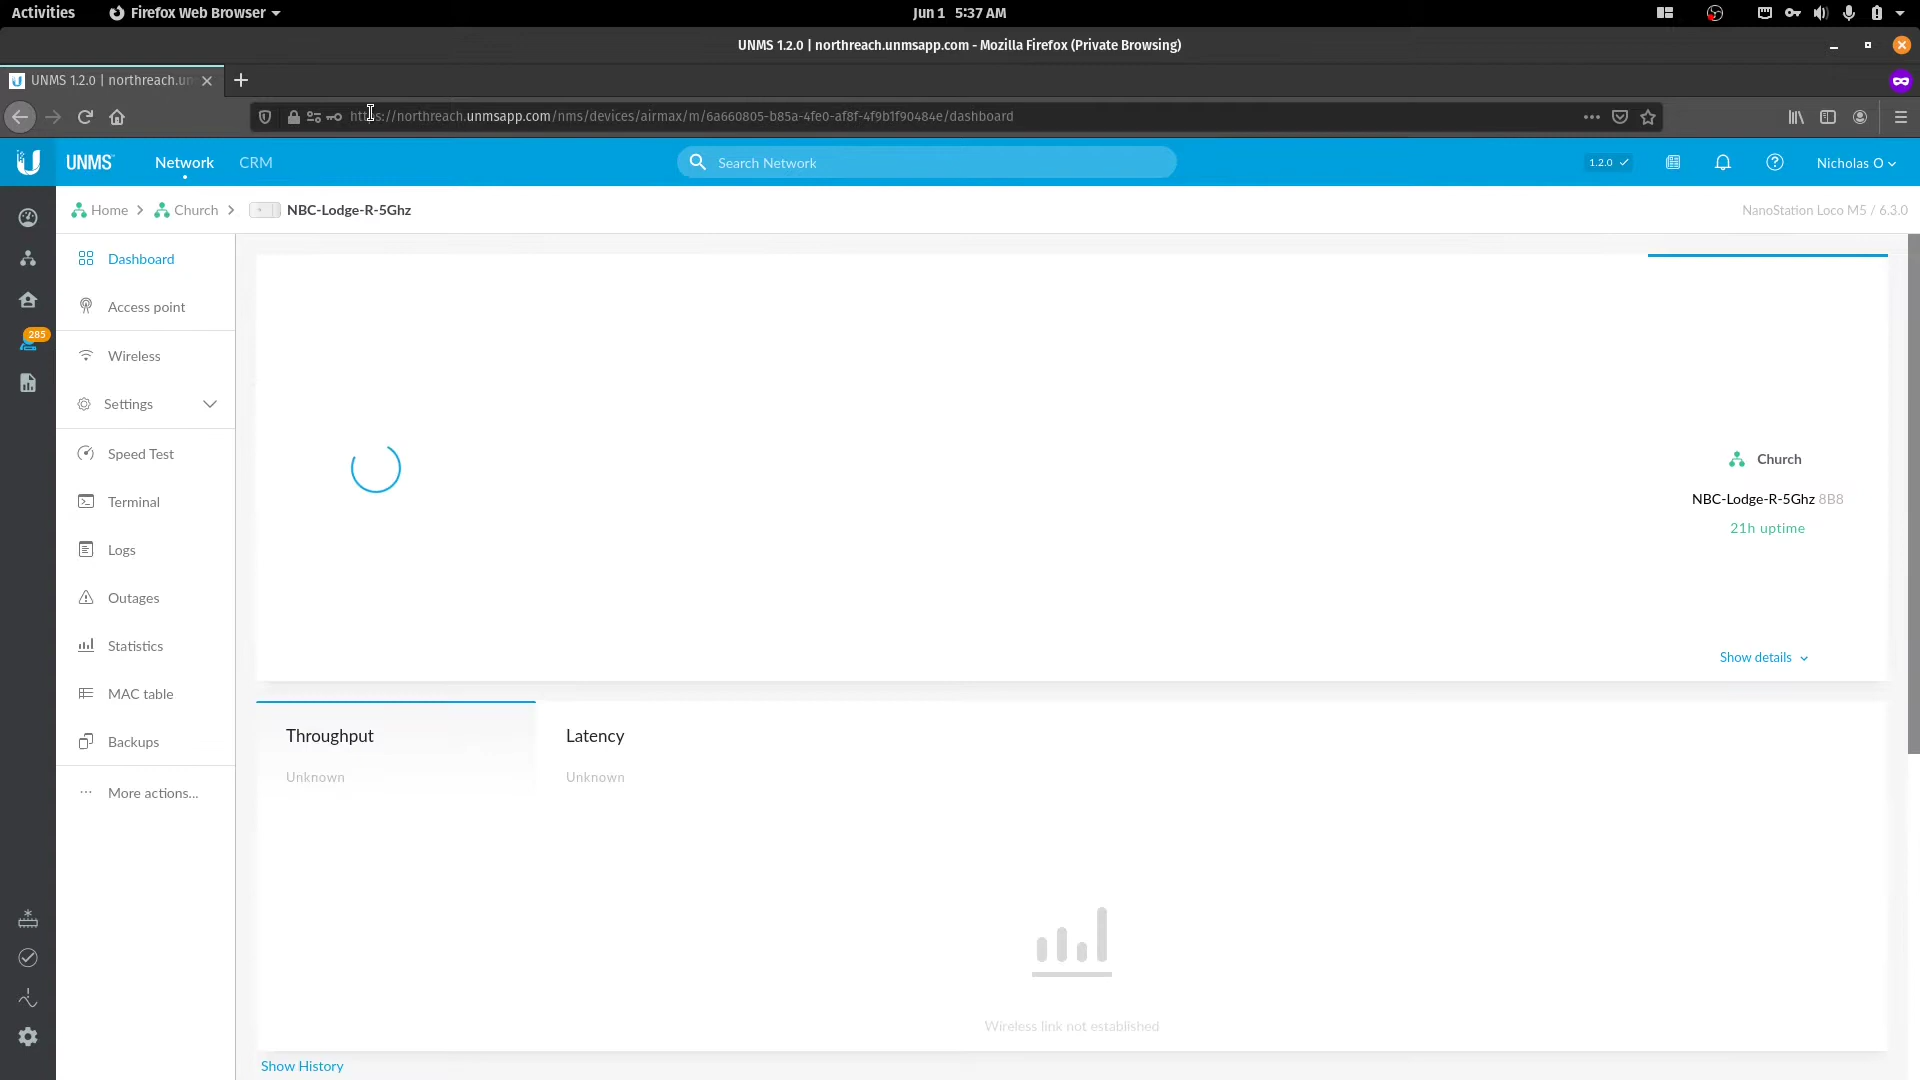 Activities
Firefox Web Browser
Jun 1 5:37 AM
UNMS 1.2.0 | northreach.unmsapp.com - Mozilla Firefox (Private Browsing)
UNMS 1.2.0 | northreach.un
https://northreach.unmsapp.com/nms/devices/airmax/m/6a660805-b85a-4fe0-af8f-4f9b1f90484e/dashboard
UNMS
Network
CRM
Search Network
1.2.0
Nicholas O
Home
Church
NBC-Lodge-R-5Ghz
NanoStation Loco M5 / 6.3.0
Dashboard
Access point
285
Wireless
Settings
Speed Test
Terminal
Logs
Outages
Statistics
MAC table
Backups
More actions...
Church
NBC-Lodge-R-5Ghz 8B8
21h uptime
Show details
Throughput
Unknown
Latency
Unknown
Wireless link not established
Show History